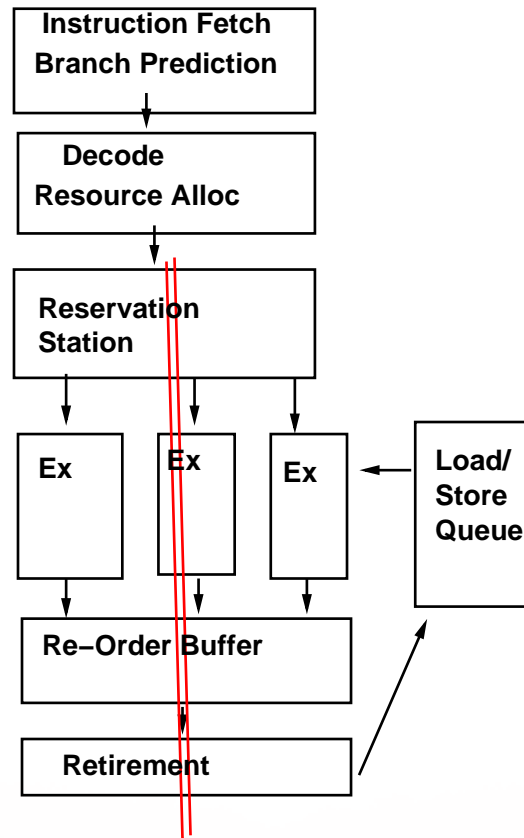 Instruction Fetch
Branch Prediction
Decode
Resource Alloc
Reservation
Station
Ex
Ex
Ex
Load/
Store
Queue
Re−Order Buffer
Retirement